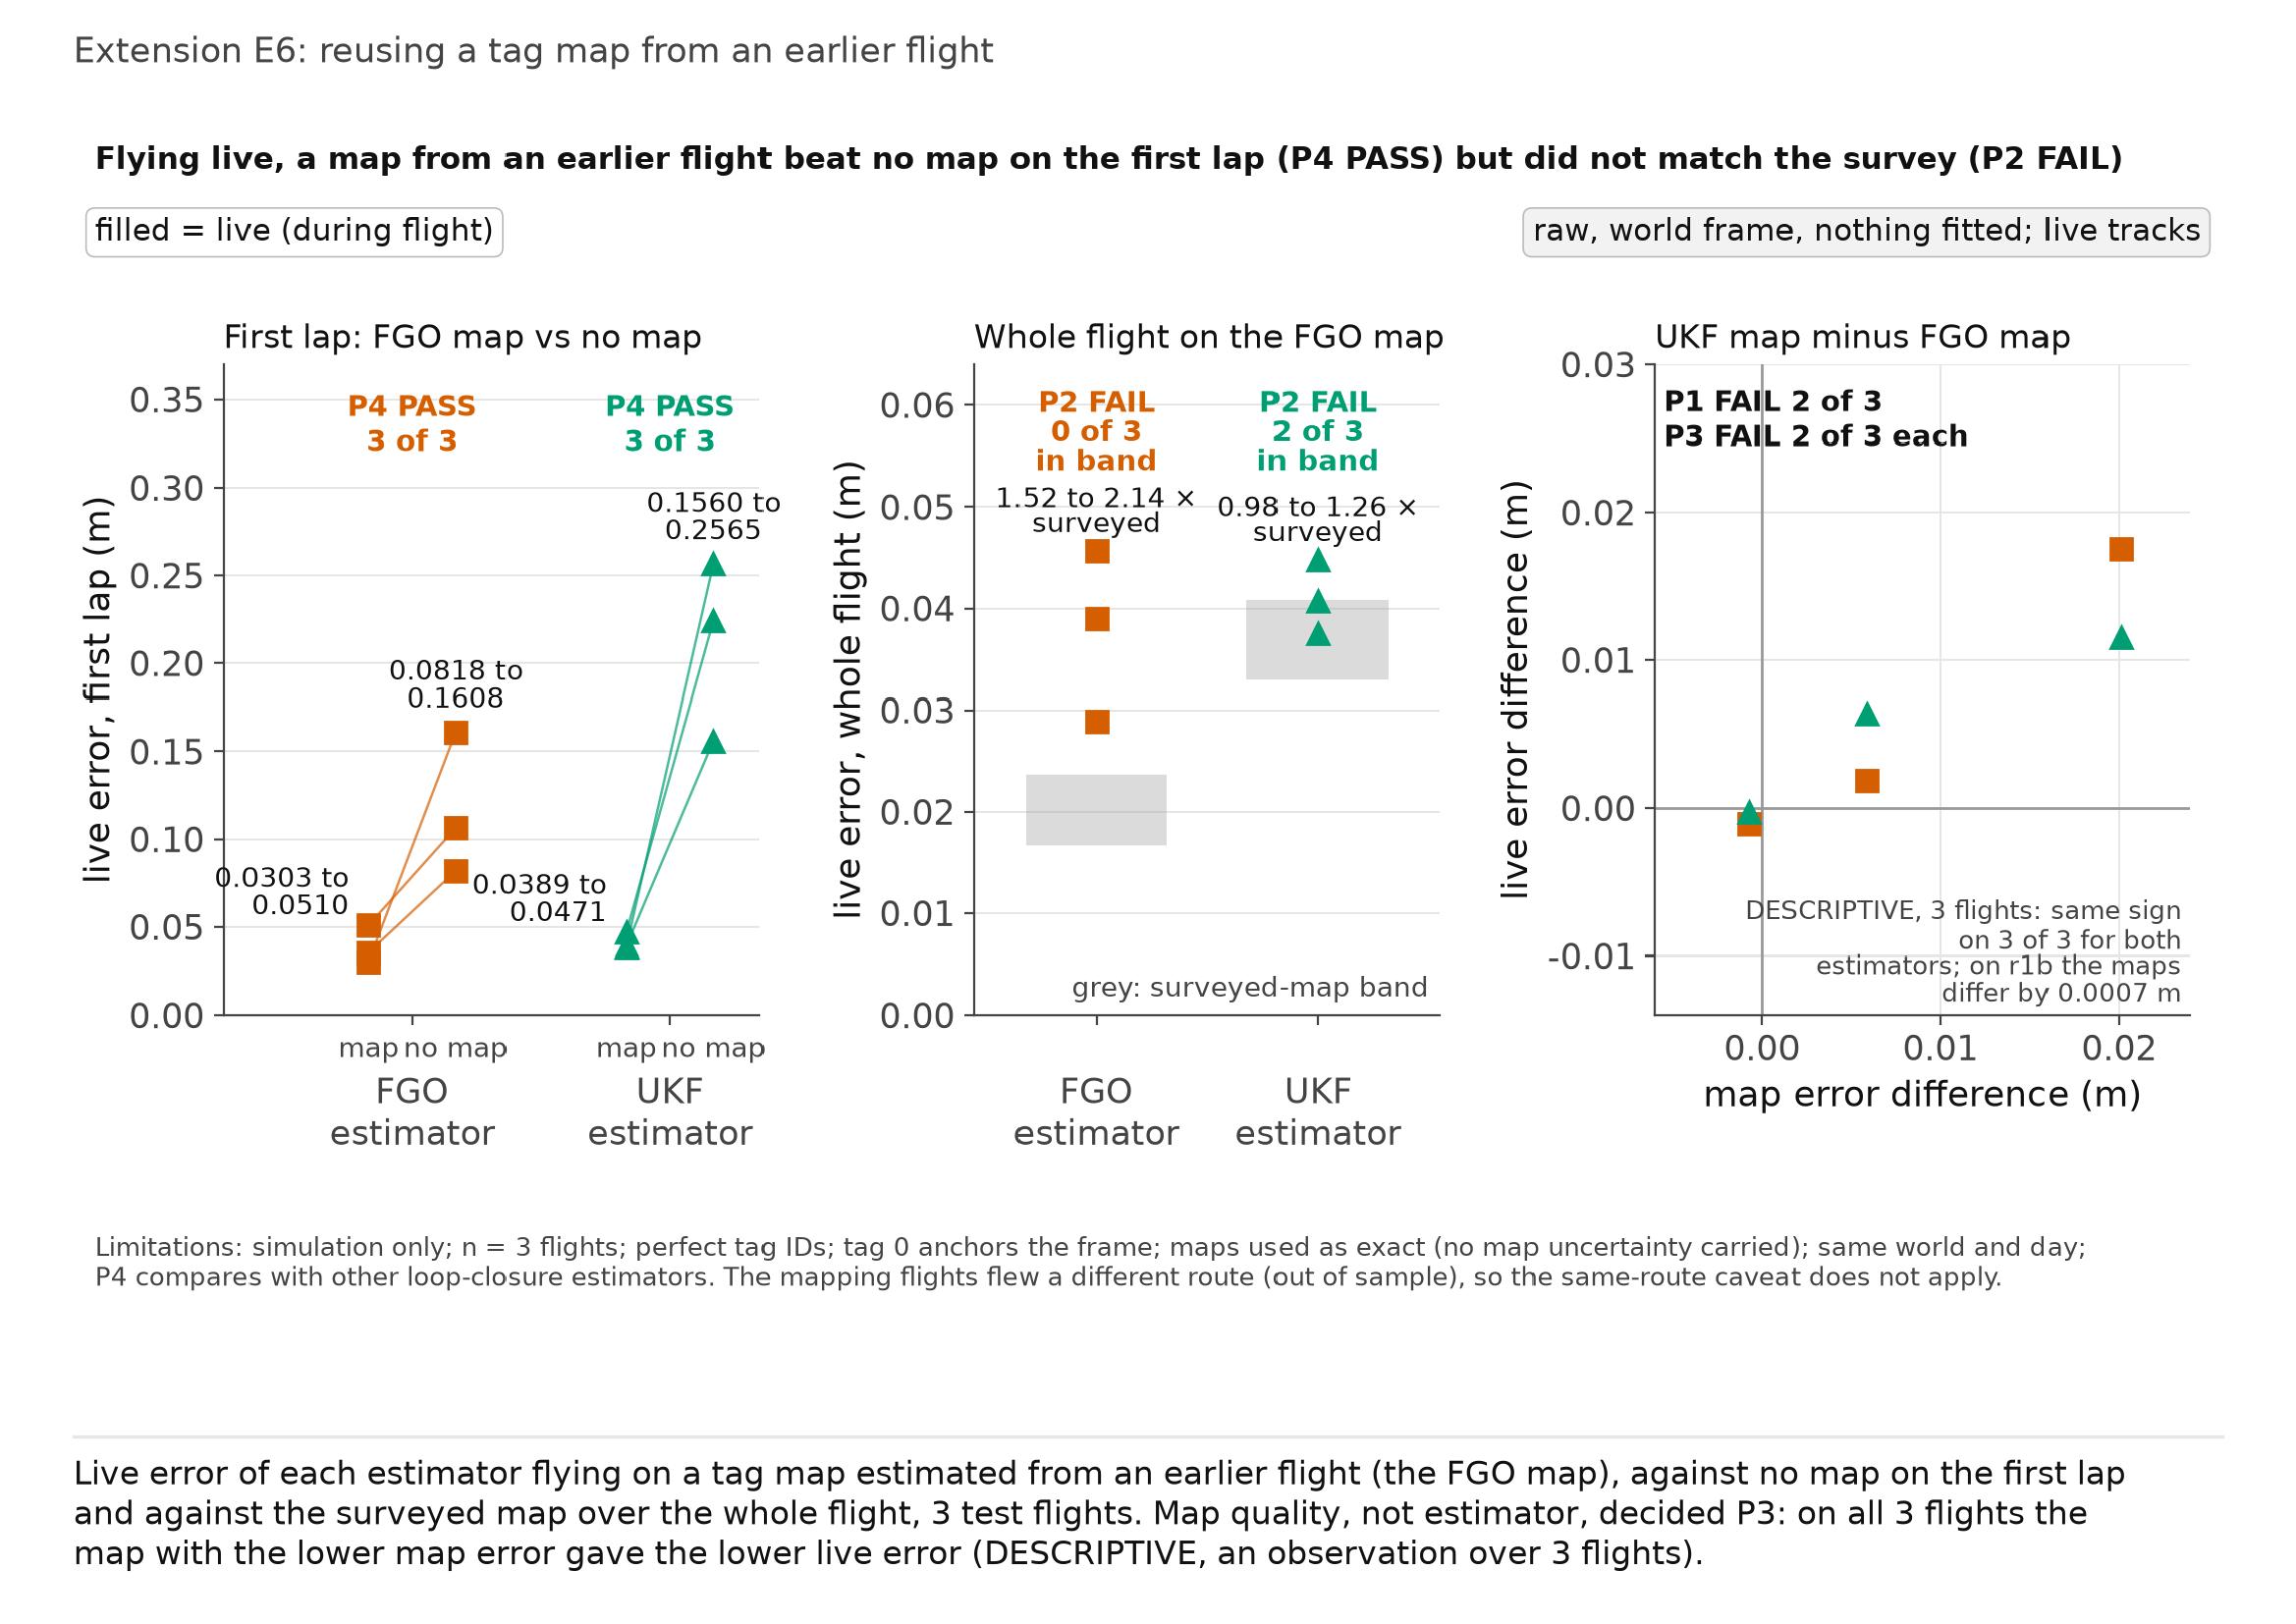 Extension E6: reusing a tag map from an earlier flight
Flying live, a map from an earlier flight beat no map on the first lap (P4 PASS) but did not match the survey (P2 FAIL)
filled = live (during flight)
raw, world frame, nothing fitted; live tracks
First lap: FGO map vs no map
live error, first lap (m)
0.35
0.30
0.25
0.20
0.15
0.10
0.05
0.00
P4 PASS
3 of 3
P4 PASS
3 of 3
0.1560 to
0.2565
0.0818 to
0.1608
0.0303 to
0.0510
0.0389 to
0.0471
map no map
map no map
FGO
estimator
UKF
estimator
Whole flight on the FGO map
live error, whole flight (m)
0.06
0.05
0.04
0.03
0.02
0.01
0.00
P2 FAIL
0 of 3
in band
P2 FAIL
2 of 3
in band
1.52 to 2.14 ×
surveyed
0.98 to 1.26 ×
surveyed
grey: surveyed-map band
FGO
estimator
UKF
estimator
UKF map minus FGO map
live error difference (m)
0.03
0.02
0.01
0.00
-0.01
P1 FAIL 2 of 3
P3 FAIL 2 of 3 each
DESCRIPTIVE, 3 flights: same sign
on 3 of 3 for both
estimators; on r1b the maps
differ by 0.0007 m
0.00
0.01
0.02
map error difference (m)
Limitations: simulation only; n = 3 flights; perfect tag IDs; tag 0 anchors the frame; maps used as exact (no map uncertainty carried); same world and day;
P4 compares with other loop-closure estimators. The mapping flights flew a different route (out of sample), so the same-route caveat does not apply.
Live error of each estimator flying on a tag map estimated from an earlier flight (the FGO map), against no map on the first lap
and against the surveyed map over the whole flight, 3 test flights. Map quality, not estimator, decided P3: on all 3 flights the
map with the lower map error gave the lower live error (DESCRIPTIVE, an observation over 3 flights).